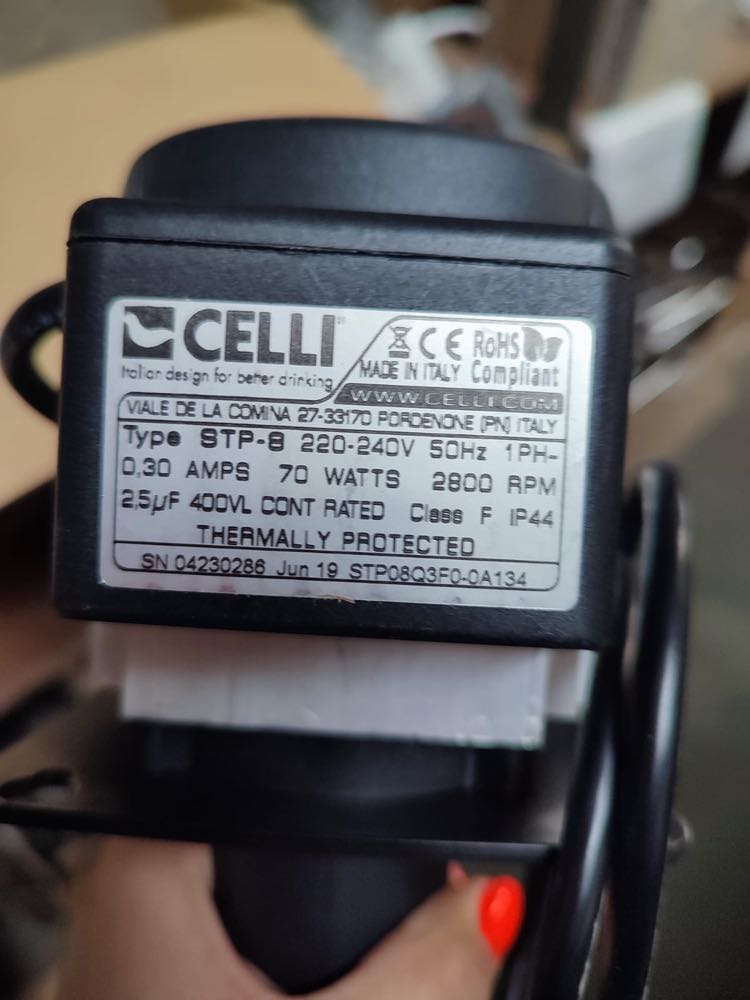 CELLI
Italian design for better drinking
CE RoHS
MADE IN ITALY Compliant
WWW.CELLI.COM
VIALE DE LA COMINA 27-33170 PORDENONE (PN) ITALY
Type STP-8 220-240V 50Hz 1PH~
0,30 AMPS 70 WATTS 2800 RPM
2,5µF 400VL CONT RATED Class F IP44
THERMALLY PROTECTED
SN 04230286 Jun 19 STP08Q3F0-0A134